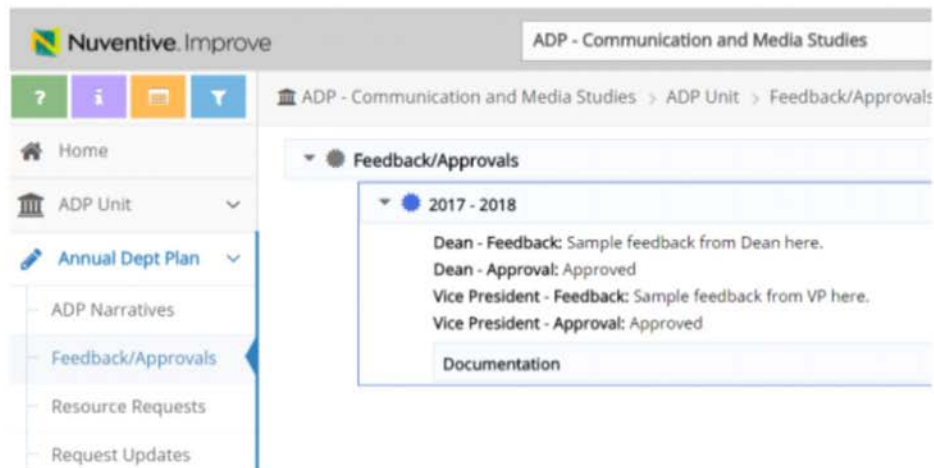 Nuventive. Improve
ADP - Communication and Media Studies
? i
ADP - Communication and Media Studies > ADP Unit > Feedback/Approvals
Home
Feedback/Approvals
ADP Unit
2017 - 2018
Dean - Feedback: Sample feedback from Dean here.
Annual Dept Plan
Dean - Approval: Approved
Vice President - Feedback: Sample feedback from VP here.
ADP Narratives
Vice President - Approval: Approved
Feedback/Approvals
Documentation
Resource Requests
Request Updates